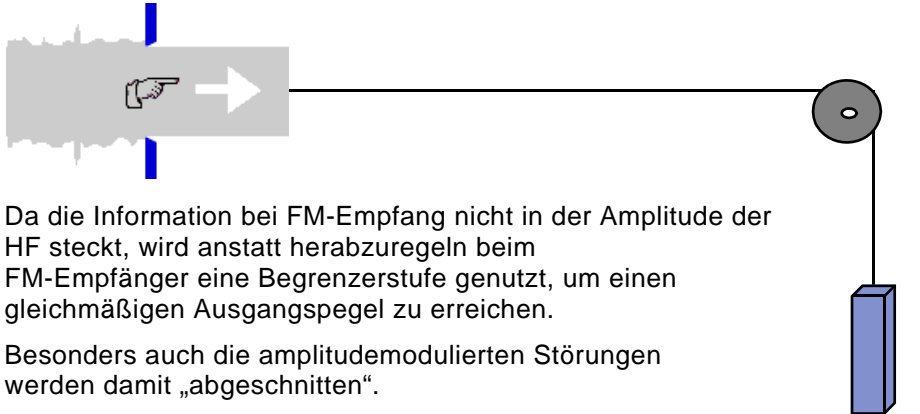 Da die Information bei FM-Empfang nicht in der Amplitude der
HF steckt, wird anstatt herabzuregeln beim
FM-Empfänger eine Begrenzerstufe genutzt, um einen
gleichmäßigen Ausgangspegel zu erreichen.
Besonders auch die amplitudemodulierten Störungen
werden damit „abgeschnitten“.